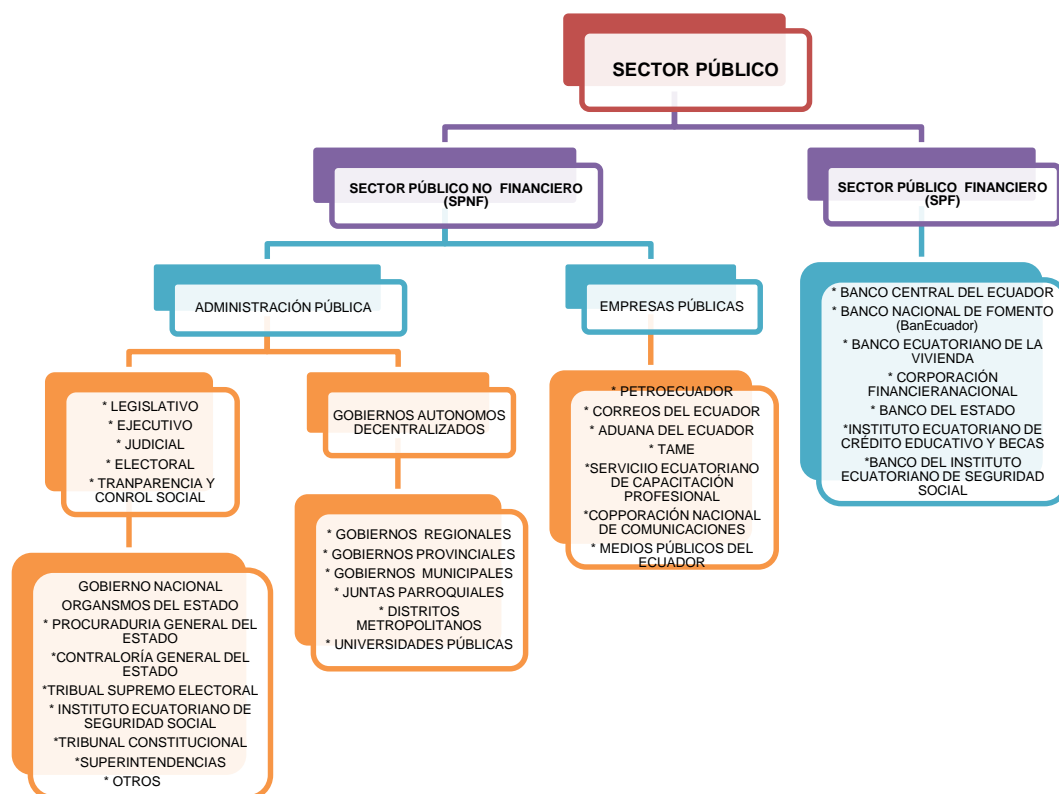 SECTOR PÚBLICO
SECTOR PÚBLICO NO FINANCIERO
(SPNF)
SECTOR PÚBLICO FINANCIERO
(SPF)
ADMINISTRACIÓN PÚBLICA
EMPRESAS PÚBLICAS
* BANCO CENTRAL DEL ECUADOR
* BANCO NACIONAL DE FOMENTO
(BanEcuador)
* BANCO ECUATORIANO DE LA
VIVIENDA
* CORPORACIÓN
FINANCIERANACIONAL
* BANCO DEL ESTADO
*INSTITUTO ECUATORIANO DE
CRÉDITO EDUCATIVO Y BECAS
*BANCO DEL INSTITUTO
ECUATORIANO DE SEGURIDAD
SOCIAL
* LEGISLATIVO
* EJECUTIVO
* JUDICIAL
* ELECTORAL
* TRANPARENCIA Y
CONROL SOCIAL
GOBIERNOS AUTONOMOS
DECENTRALIZADOS
* PETROECUADOR
* CORREOS DEL ECUADOR
* ADUANA DEL ECUADOR
* TAME
*SERVICIIO ECUATORIANO
DE CAPACITACIÓN
PROFESIONAL
*COPPORACIÓN NACIONAL
DE COMUNICACIONES
* MEDIOS PÚBLICOS DEL
ECUADOR
GOBIERNO NACIONAL
ORGANSMOS DEL ESTADO
* PROCURADURIA GENERAL DEL
ESTADO
*CONTRALORÍA GENERAL DEL
ESTADO
*TRIBUAL SUPREMO ELECTORAL
* INSTITUTO ECUATORIANO DE
SEGURIDAD SOCIAL
*TRIBUNAL CONSTITUCIONAL
*SUPERINTENDENCIAS
* OTROS
* GOBIERNOS REGIONALES
* GOBIERNOS PROVINCIALES
* GOBIERNOS MUNICIPALES
* JUNTAS PARROQUIALES
* DISTRITOS
METROPOLITANOS
* UNIVERSIDADES PÚBLICAS